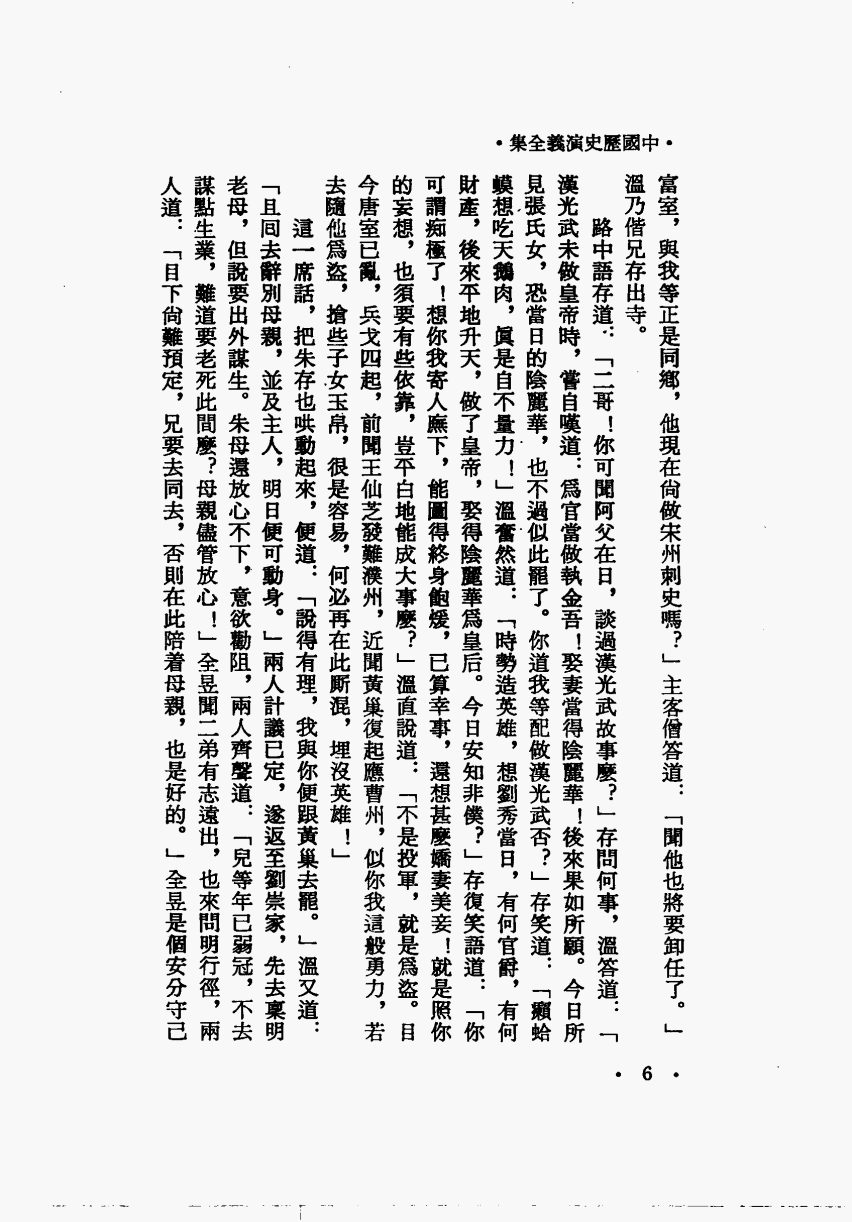 •中國歷史演義全集•
富室，與我等正是同鄉，他現在尙做宋州刺史嗎？」主客僧答道：「聞他也將要卸任了。」
溫乃偕兄存出寺。
路中語存道：「二哥！你可聞阿父在日，談過漢光武故事麼？」存問何事，溫答道：「
漢光武未做皇帝時，嘗自嘆道：爲官當做執金吾！娶妻當得陰麗華！後來果如所願。今日所
見張氏女，恐當日的陰麗華，也不過似此罷了。你道我等配做漢光武否？」存笑道：「癩蛤
蟆想吃天鵝肉，眞是自不量力！」溫奮然道：「時勢造英雄，想劉秀當日，有何官爵，有何
財產，後來平地升天，做了皇帝，娶得陰麗華爲皇后。今日安知非僕？」存復笑語道：「你
可謂痴極了！想你我寄人廡下，能圖得終身飽煖，已算幸事，還想甚麼嬌妻美妾！就是照你
的妄想，也須要有些依靠，豈平白地能成大事麼？」溫直說道：「不是投軍，就是爲盜。目
今唐室已亂，兵戈四起，前聞王仙芝發難濮州，近聞黃巢復起應曹州，似你我這般勇力，若
去隨他爲盜，搶些子女玉帛，很是容易，何必再在此厮混，埋沒英雄！」
這一席話，把朱存也哄動起來，便道：「說得有理，我與你便跟黃巢去罷。」溫又道：
「且回去辭別母親，並及主人，明日便可動身。」兩人計議已定，遂返至劉崇家，先去稟明
老母，但說要出外謀生。朱母還放心不下，意欲勸阻，兩人齊聲道：「兒等年已弱冠，不去
謀點生業，難道要老死此間麼？母親儘管放心！」全昱聞二弟有志遠出，也來問明行徑，兩
人道：「目下尙難預定，兄要去同去，否則在此陪着母親，也是好的。」全昱是個安分守己
• 6 •